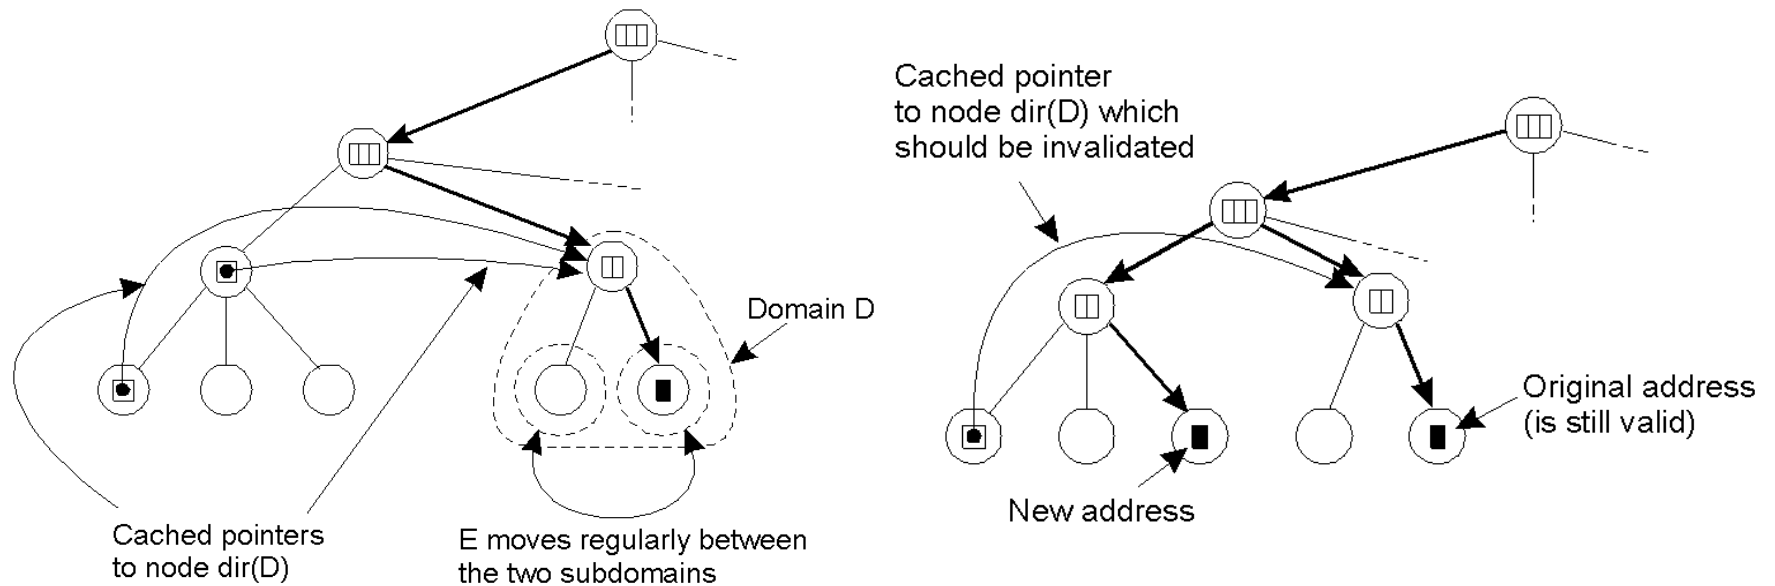 Domain D
Cached pointers
to node dir(D)
E moves regularly between
the two subdomains
Cached pointer
to node dir(D) which
should be invalidated
Original address
(is still valid)
New address